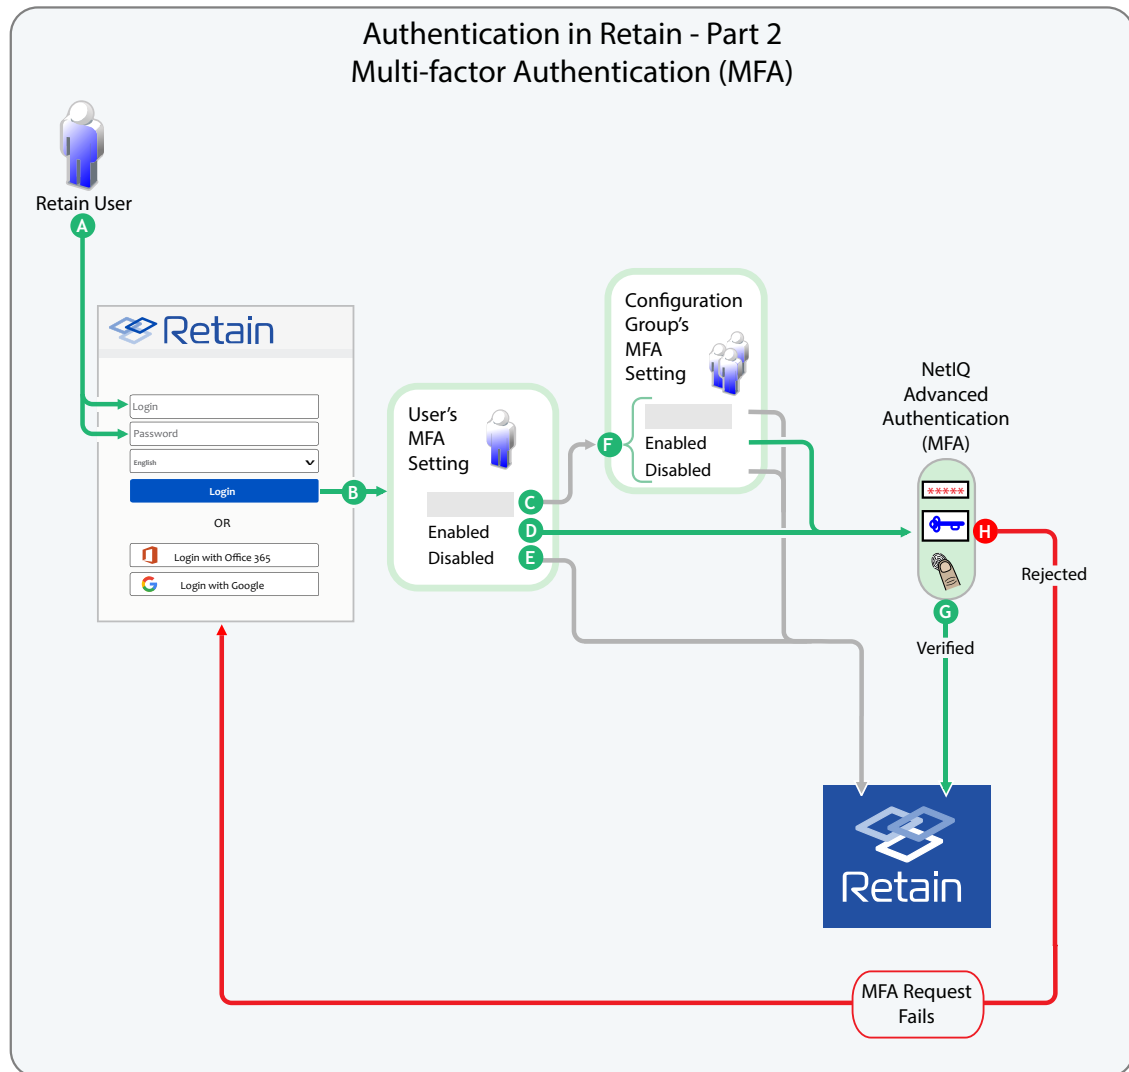 Authentication in Retain - Part 2
Multi-factor Authentication (MFA)
Retain User
A
Retain
Login
Password
English
Login
B
OR
Login with Office 365
Login with Google
User's
MFA
Setting
C
Enabled
D
Disabled
E
Configuration
Group's
MFA
Setting
F
Enabled
Disabled
NetIQ
Advanced
Authentication
(MFA)
*****
H
Rejected
G
Verified
Retain
MFA Request
Fails